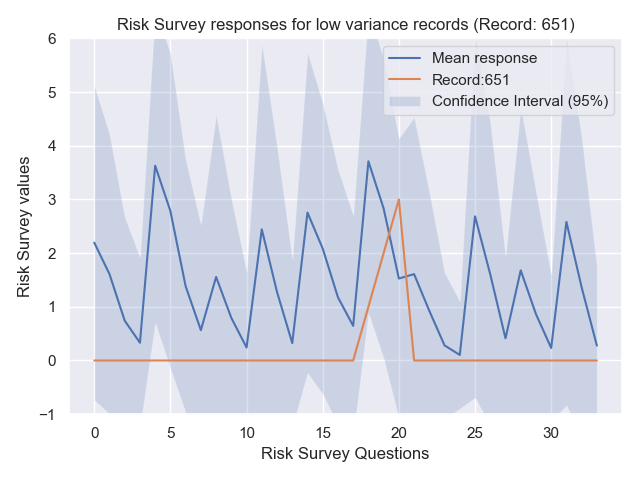 Risk Survey responses for low variance records (Record: 651)
6
5
4
3
2
1
0
−1
Risk Survey values
Mean response
Record:651
Confidence Interval (95%)
0 5 10 15 20 25 30
Risk Survey Questions